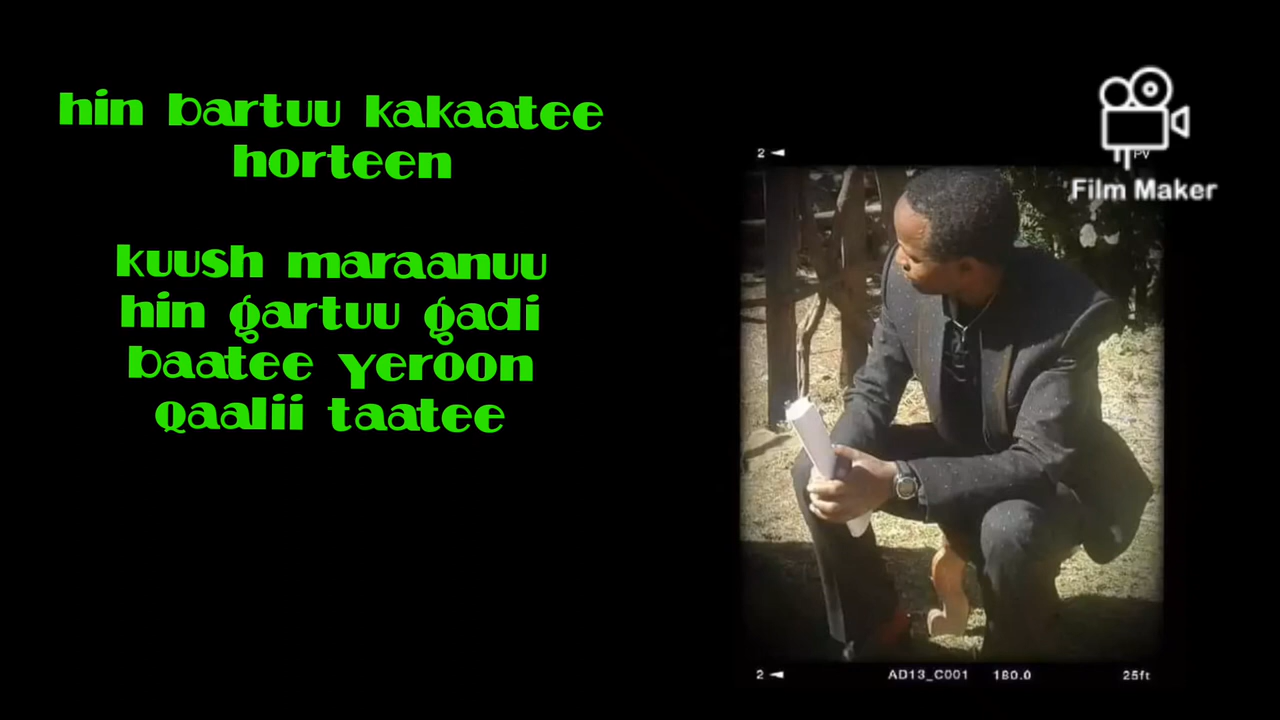 hin bartuu kakaatee
horteen
kuush maraanuu
hin gartuu gadi
baatee yeroon
qaalii taatee
2
PV
Film Maker
2
AD13_C001 180.0 25ft